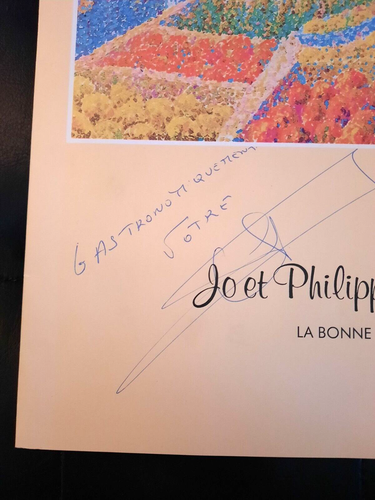 GASTRONOMIQUEMENT
VOTRE
Jo et Philipp
LA BONNE